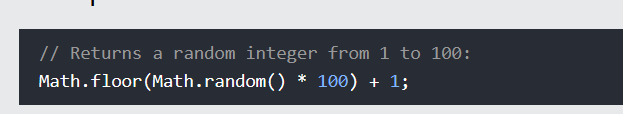 // Returns a random integer from 1 to 100:
Math.floor(Math.random() * 100) + 1;